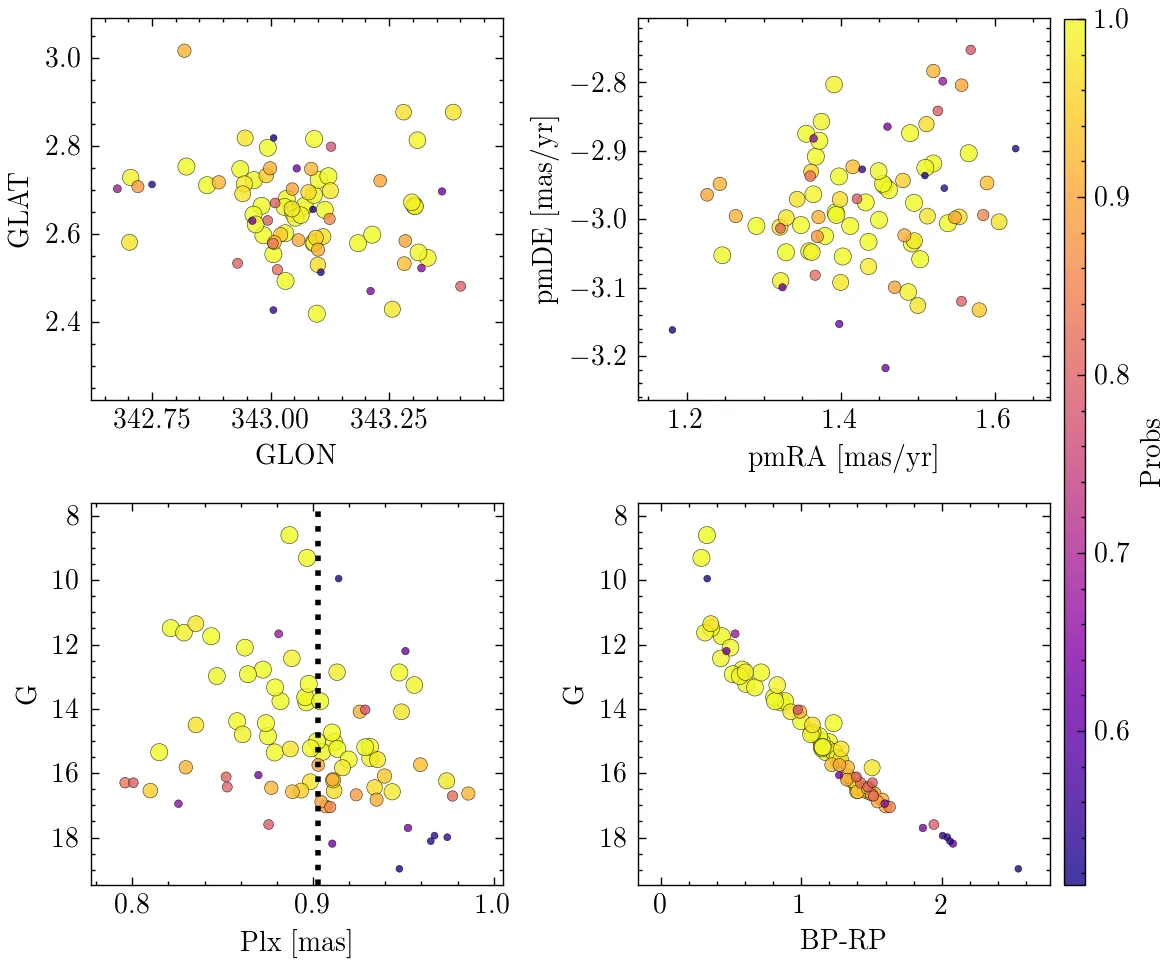 3.0
2.8
2.6
2.4
GLAT
342.75 343.00 343.25
GLON
−2.8
−2.9
−3.0
−3.1
−3.2
pmDE [mas/yr]
1.2 1.4 1.6
pmRA [mas/yr]
8
10
12
14
16
18
G
0.8 0.9 1.0
Plx [mas]
8
10
12
14
16
18
G
0 1 2
BP-RP
1.0
0.9
0.8
0.7
0.6
Probs